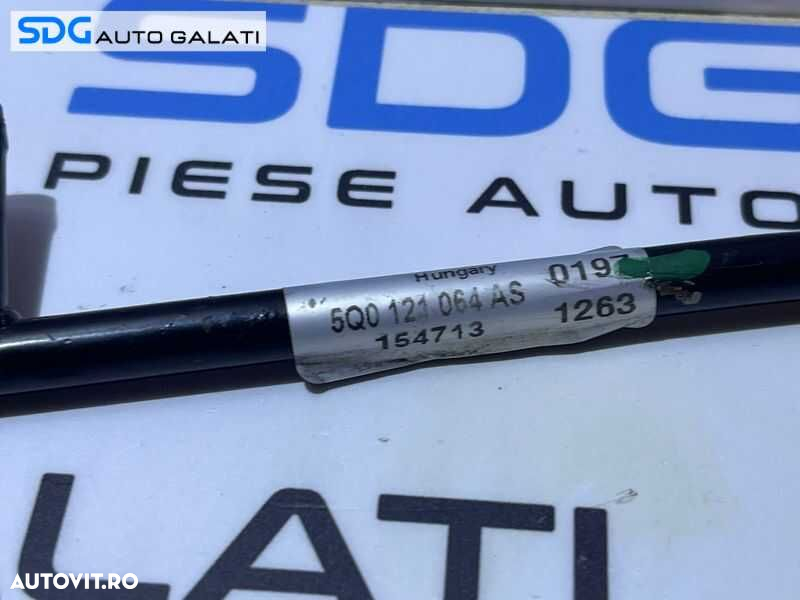 SDG AUTO GALATI
SDG
PIESE AUTO
Hungary
5Q0 121 064 AS
0197
154713
1263
LATI
AUTOVIT.RO